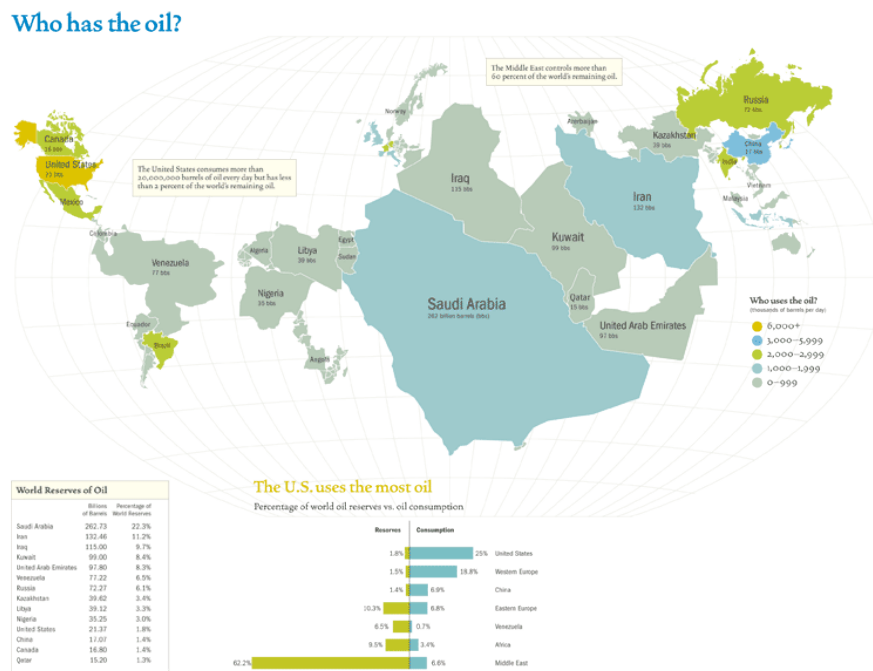 Who has the oil?
The Middle East controls more than
60 percent of the world's remaining oil.
Norway
Azerbaijan
Russia
72 bbs
Canada
16 bbs
Kazakhstan
39 bbs
China
17 bbs
United States
21 bbs
The United States consumes more than
20,000,000 barrels of oil every day but has less
than 2 percent of the world's remaining oil.
India
Iraq
115 bbs
Iran
132 bbs
Vietnam
Mexico
Malaysia
Colombia
Kuwait
99 bbs
Egypt
Algeria
Libya
39 bbs
Sudan
Venezuela
77 bbs
Nigeria
35 bbs
Saudi Arabia
262 billion barrels (bbs)
Qatar
15 bbs
United Arab Emirates
97 bbs
Who uses the oil?
(thousands of barrels per day)
6,000+
3,000–5,999
2,000–2,999
1,000–1,999
0–999
Ecuador
Brazil
Angola
World Reserves of Oil
Billions of Barrels
Percentage of World Reserves
Saudi Arabia 262.73 22.3%
Iran 132.46 11.2%
Iraq 115.00 9.7%
Kuwait 99.00 8.4%
United Arab Emirates 97.80 8.3%
Venezuela 77.22 6.5%
Russia 72.27 6.1%
Kazakhstan 39.62 3.4%
Libya 39.12 3.3%
Nigeria 35.25 3.0%
United States 21.37 1.8%
China 17.07 1.4%
Canada 16.80 1.4%
Qatar 15.20 1.3%
The U.S. uses the most oil
Percentage of world oil reserves vs. oil consumption
Reserves Consumption
1.8% 25% United States
1.5% 18.8% Western Europe
1.4% 6.9% China
10.3% 6.8% Eastern Europe
6.5% 0.7% Venezuela
9.5% 3.4% Africa
62.2% 6.6% Middle East